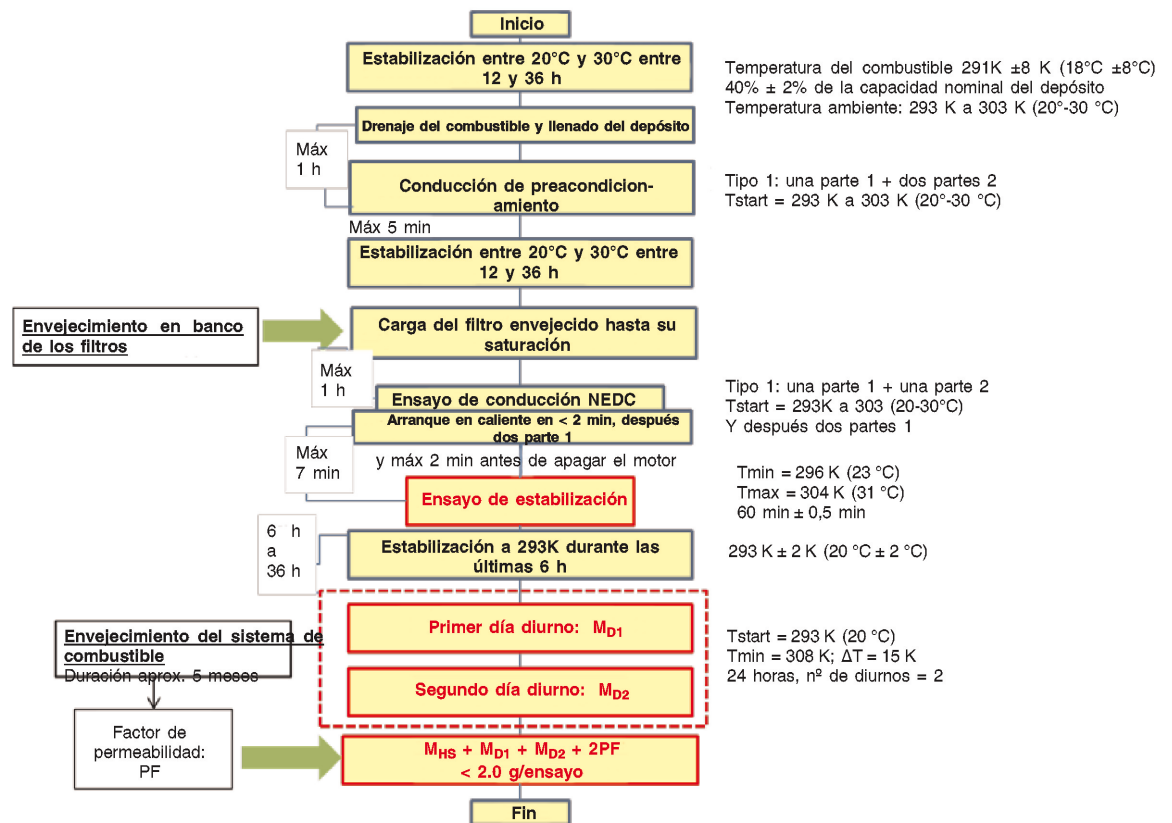 Inicio
Estabilización entre 20°C y 30°C entre
12 y 36 h
Temperatura del combustible 291K ±8 K (18°C ±8°C)
40% ± 2% de la capacidad nominal del depósito
Temperatura ambiente: 293 K a 303 K (20°-30 °C)
Drenaje del combustible y llenado del depósito
Máx
1 h
Conducción de preacondicion-
amiento
Tipo 1: una parte 1 + dos partes 2
Tstart = 293 K a 303 K (20°-30 °C)
Máx 5 min
Estabilización entre 20°C y 30°C entre
12 y 36 h
Envejecimiento en banco
de los filtros
Carga del filtro envejecido hasta su
saturación
Máx
1 h
Ensayo de conducción NEDC
Arranque en caliente en < 2 min, después
dos parte 1
Tipo 1: una parte 1 + una parte 2
Tstart = 293K a 303 (20-30°C)
Y después dos partes 1
Máx
7 min
y máx 2 min antes de apagar el motor
Ensayo de estabilización
Tmin = 296 K (23 °C)
Tmax = 304 K (31 °C)
60 min ± 0,5 min
6 h
a
36 h
Estabilización a 293K durante las
últimas 6 h
293 K ± 2 K (20 °C ± 2 °C)
Primer día diurno: MD1
Envejecimiento del sistema de
combustible
Duración aprox. 5 meses
Tstart = 293 K (20 °C)
Tmin = 308 K; ΔT = 15 K
24 horas, nº de diurnos = 2
Segundo día diurno: MD2
Factor de
permeabilidad:
PF
MHS + MD1 + MD2 + 2PF
< 2.0 g/ensayo
Fin